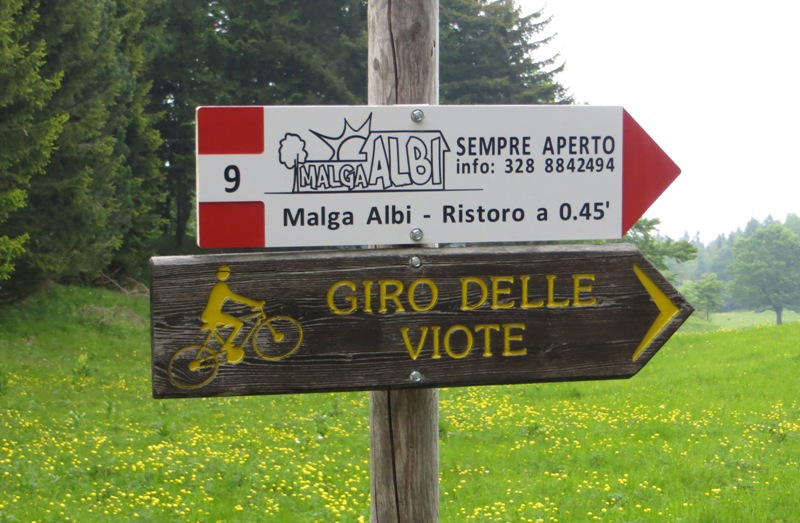 9
MALGA ALBI
SEMPRE APERTO
info: 328 8842494
Malga Albi - Ristoro a 0.45'
GIRO DELLE
VIOTE